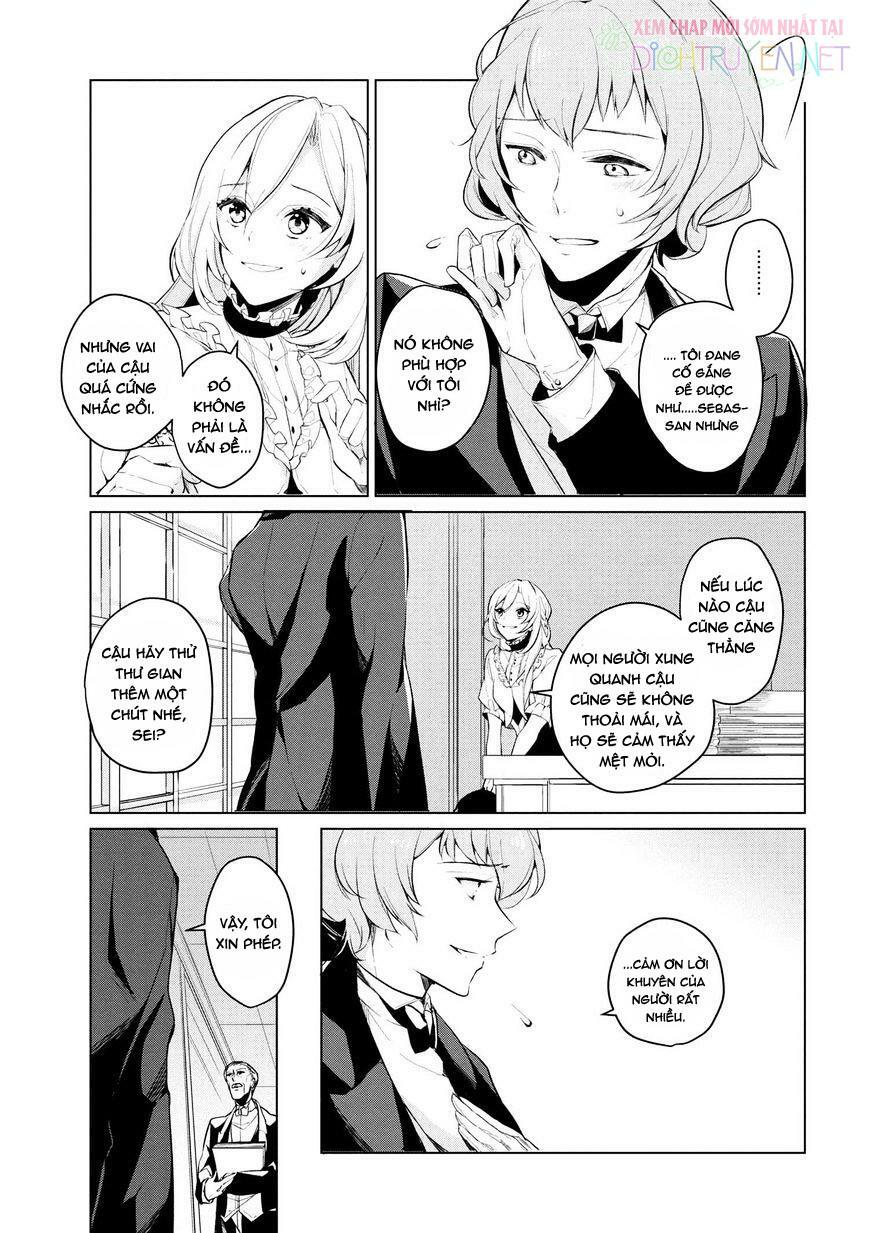 XEM CHAP MỚI SỚM NHẤT TẠI
DICHTRUYEN.NET
.........
.... TÔI ĐANG
CỐ GẮNG
ĐỂ ĐƯỢC
NHƯ.....SEBAS-
SAN NHƯNG
NÓ KHÔNG
PHÙ HỢP
VỚI TÔI
NHỈ?
ĐÓ
KHÔNG
PHẢI LÀ
VẤN ĐỀ...
NHƯNG VAI
CỦA CẬU
QUÁ CỨNG
NHẮC RỒI.
NẾU LÚC
NÀO CẬU
CŨNG CĂNG
THẲNG
MỌI NGƯỜI XUNG
QUANH CẬU
CŨNG SẼ KHÔNG
THOẢI MÁI, VÀ
HỌ SẼ CẢM THẤY
MỆT MỎI.
CẬU HÃY THỬ
THƯ GIAN
THÊM MỘT
CHÚT NHÉ,
SEI?
...CẢM ƠN LỜI
KHUYÊN CỦA
NGƯỜI RẤT
NHIỀU.
VẬY, TÔI
XIN PHÉP.